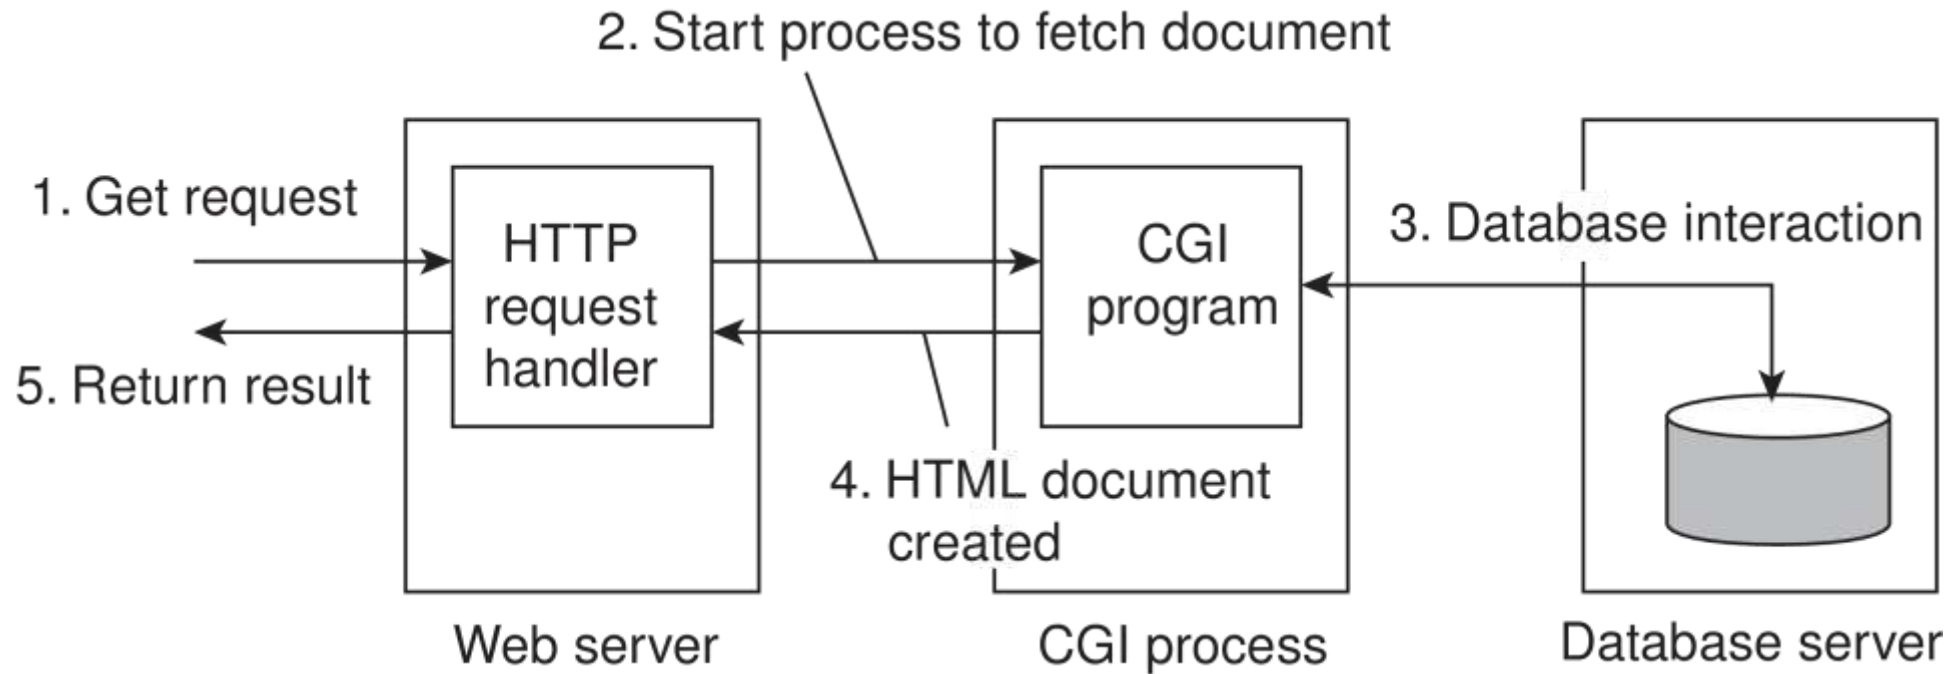 2. Start process to fetch document
1. Get request
HTTP
request
handler
CGI
program
3. Database interaction
5. Return result
4. HTML document
created
Web server
CGI process
Database server